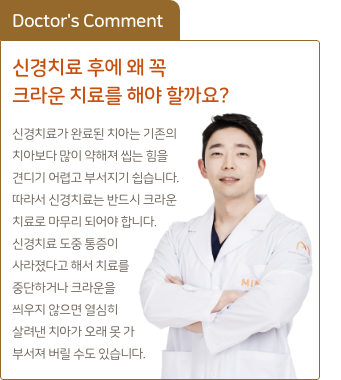 Doctor's Comment
신경치료 후에 왜 꼭
크라운 치료를 해야 할까요?
신경치료가 완료된 치아는 기존의
치아보다 많이 약해져 씹는 힘을
견디기 어렵고 부서지기 쉽습니다.
따라서 신경치료는 반드시 크라운
치료로 마무리 되어야 합니다.
신경치료 도중 통증이
사라졌다고 해서 치료를
중단하거나 크라운을
씌우지 않으면 열심히
살려낸 치아가 오래 못 가
부서져 버릴 수도 있습니다.